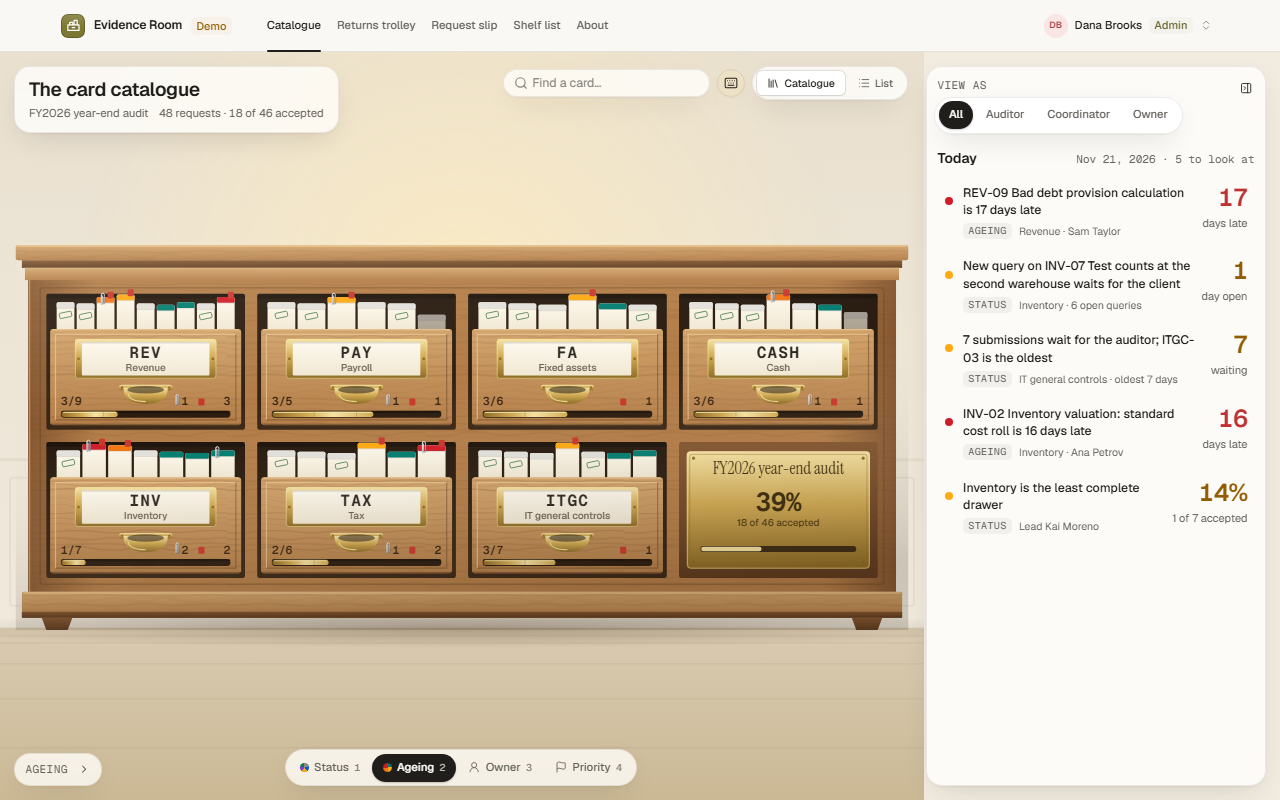 Evidence Room Demo
Catalogue Returns trolley Request slip Shelf list About
DB Dana Brooks Admin
The card catalogue
FY2026 year-end audit 48 requests · 18 of 46 accepted
Find a card…
Catalogue List
REV
Revenue
3/9 1 3
PAY
Payroll
3/5 1 1
FA
Fixed assets
3/6 1
CASH
Cash
3/6 1 1
INV
Inventory
1/7 2 2
TAX
Tax
2/6 1 2
ITGC
IT general controls
3/7 1
FY2026 year-end audit
39%
18 of 46 accepted
AGEING
Status 1 Ageing 2 Owner 3 Priority 4
VIEW AS
All Auditor Coordinator Owner
Today Nov 21, 2026 · 5 to look at
REV-09 Bad debt provision calculation
is 17 days late
17
days late
AGEING Revenue · Sam Taylor
New query on INV-07 Test counts at the
second warehouse waits for the client
1
day open
STATUS Inventory · 6 open queries
7 submissions wait for the auditor; ITGC-
03 is the oldest
7
waiting
STATUS IT general controls · oldest 7 days
INV-02 Inventory valuation: standard
cost roll is 16 days late
16
days late
AGEING Inventory · Ana Petrov
Inventory is the least complete
drawer
14%
1 of 7 accepted
STATUS Lead Kai Moreno